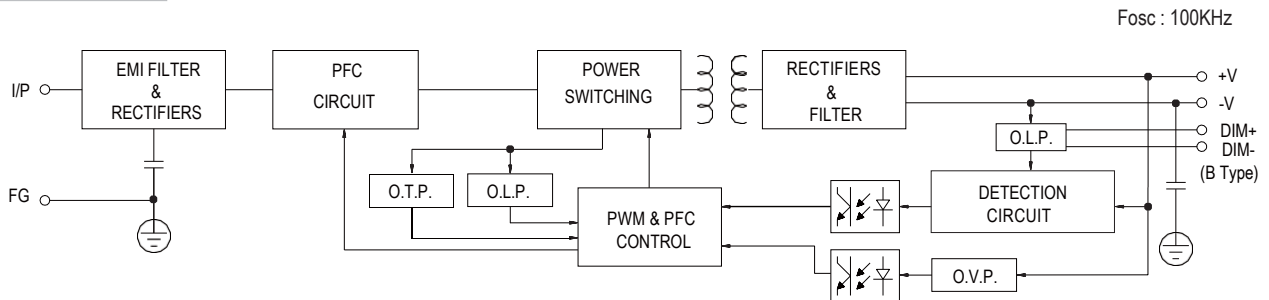 Fosc : 100KHz
I/P
EMI FILTER
&
RECTIFIERS
PFC
CIRCUIT
POWER
SWITCHING
RECTIFIERS
&
FILTER
+V
-V
DIM+
DIM-
(B Type)
O.L.P.
FG
O.T.P.
O.L.P.
PWM & PFC
CONTROL
DETECTION
CIRCUIT
O.V.P.